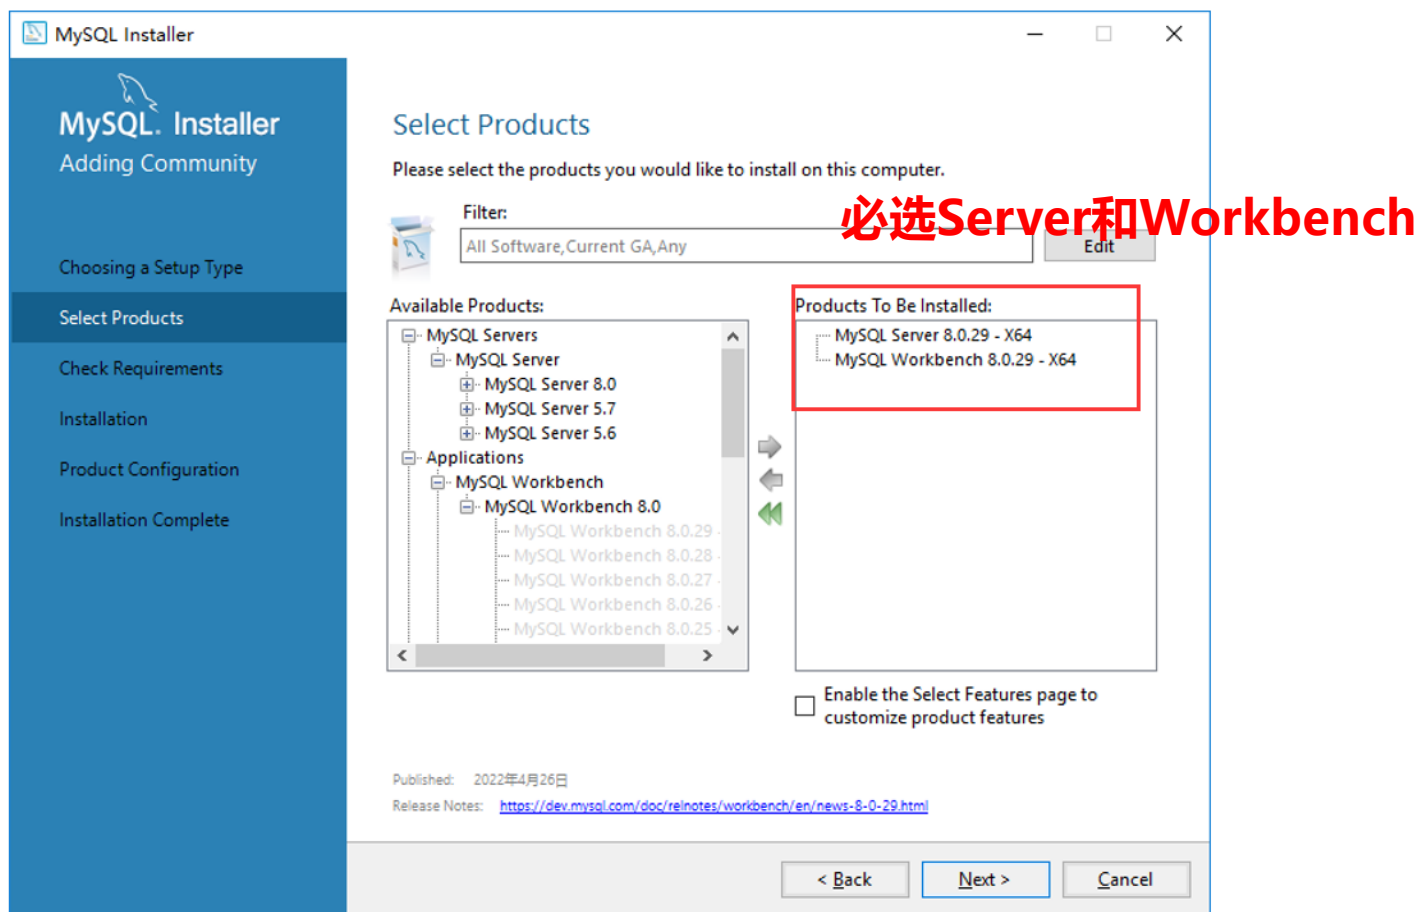 MySQL Installer
MySQL. Installer
Adding Community
Choosing a Setup Type
Select Products
Check Requirements
Installation
Product Configuration
Installation Complete
Select Products
Please select the products you would like to install on this computer.
必选Server和Workbench
Filter:
All Software,Current GA,Any
Edit
Available Products:
MySQL Servers
MySQL Server
MySQL Server 8.0
MySQL Server 5.7
MySQL Server 5.6
Applications
MySQL Workbench
MySQL Workbench 8.0
MySQL Workbench 8.0.29 -
MySQL Workbench 8.0.28 -
MySQL Workbench 8.0.27 -
MySQL Workbench 8.0.26 -
MySQL Workbench 8.0.25 -
Products To Be Installed:
MySQL Server 8.0.29 - X64
MySQL Workbench 8.0.29 - X64
Enable the Select Features page to
customize product features
Published: 2022年4月26日
Release Notes: https://dev.mysql.com/doc/relnotes/workbench/en/news-8-0-29.html
< Back
Next >
Cancel